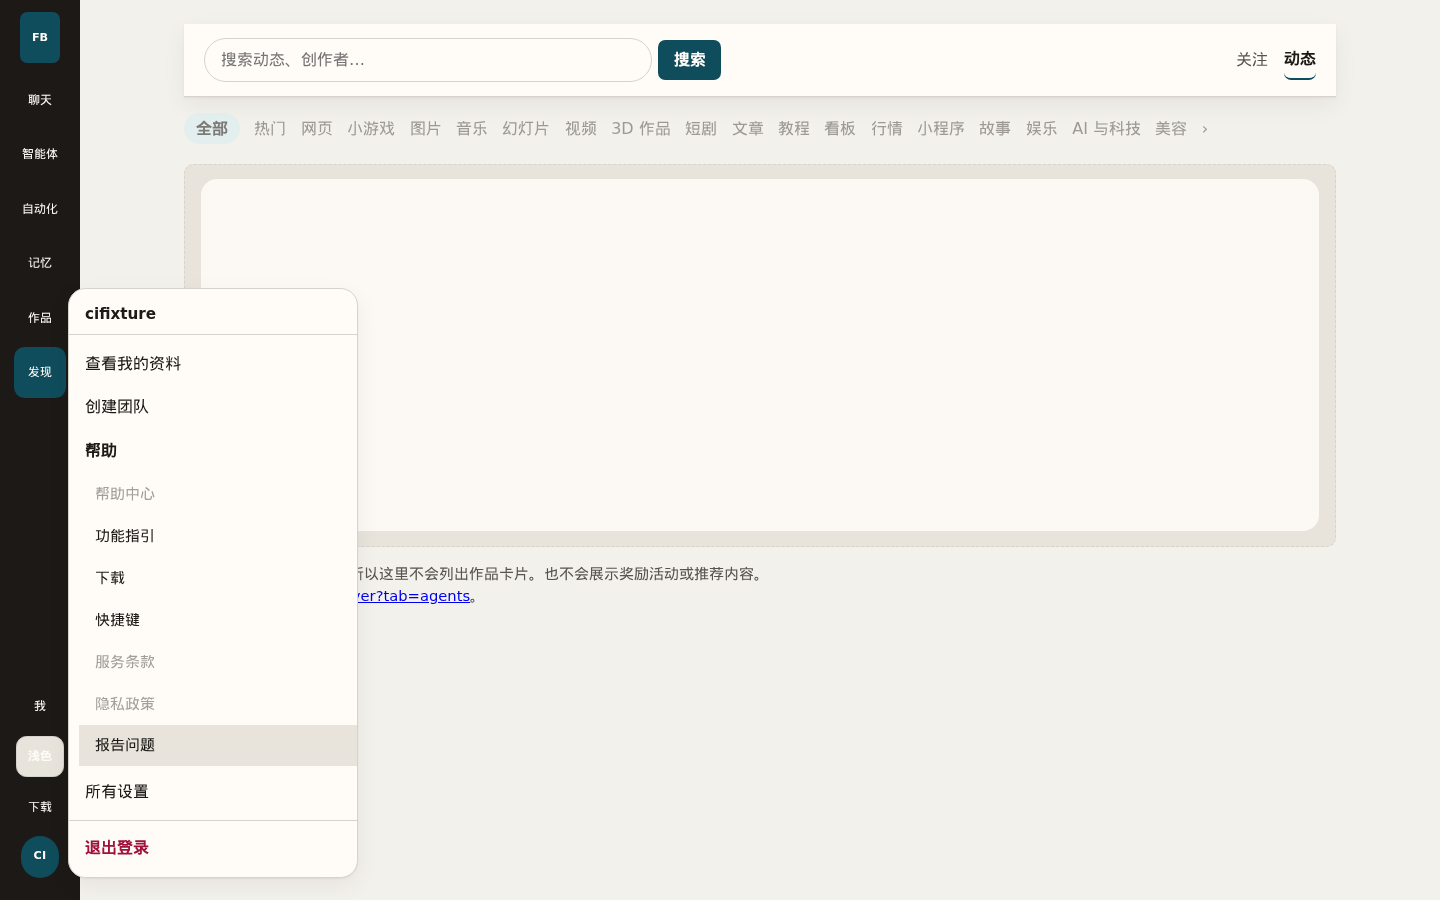 FB
聊天
智能体
自动化
记忆
作品
发现
我
浅色
下载
CI
搜索动态、创作者...
搜索
关注
动态
全部 热门 网页 小游戏 图片 音乐 幻灯片 视频 3D 作品 短剧 文章 教程 看板 行情 小程序 故事 娱乐 AI 与科技 美容 ›
cifixture
查看我的资料
创建团队
帮助
帮助中心
功能指引
下载
快捷键
服务条款
隐私政策
报告问题
所有设置
退出登录
以这里不会列出作品卡片。也不会展示奖励活动或推荐内容。
ver?tab=agents。